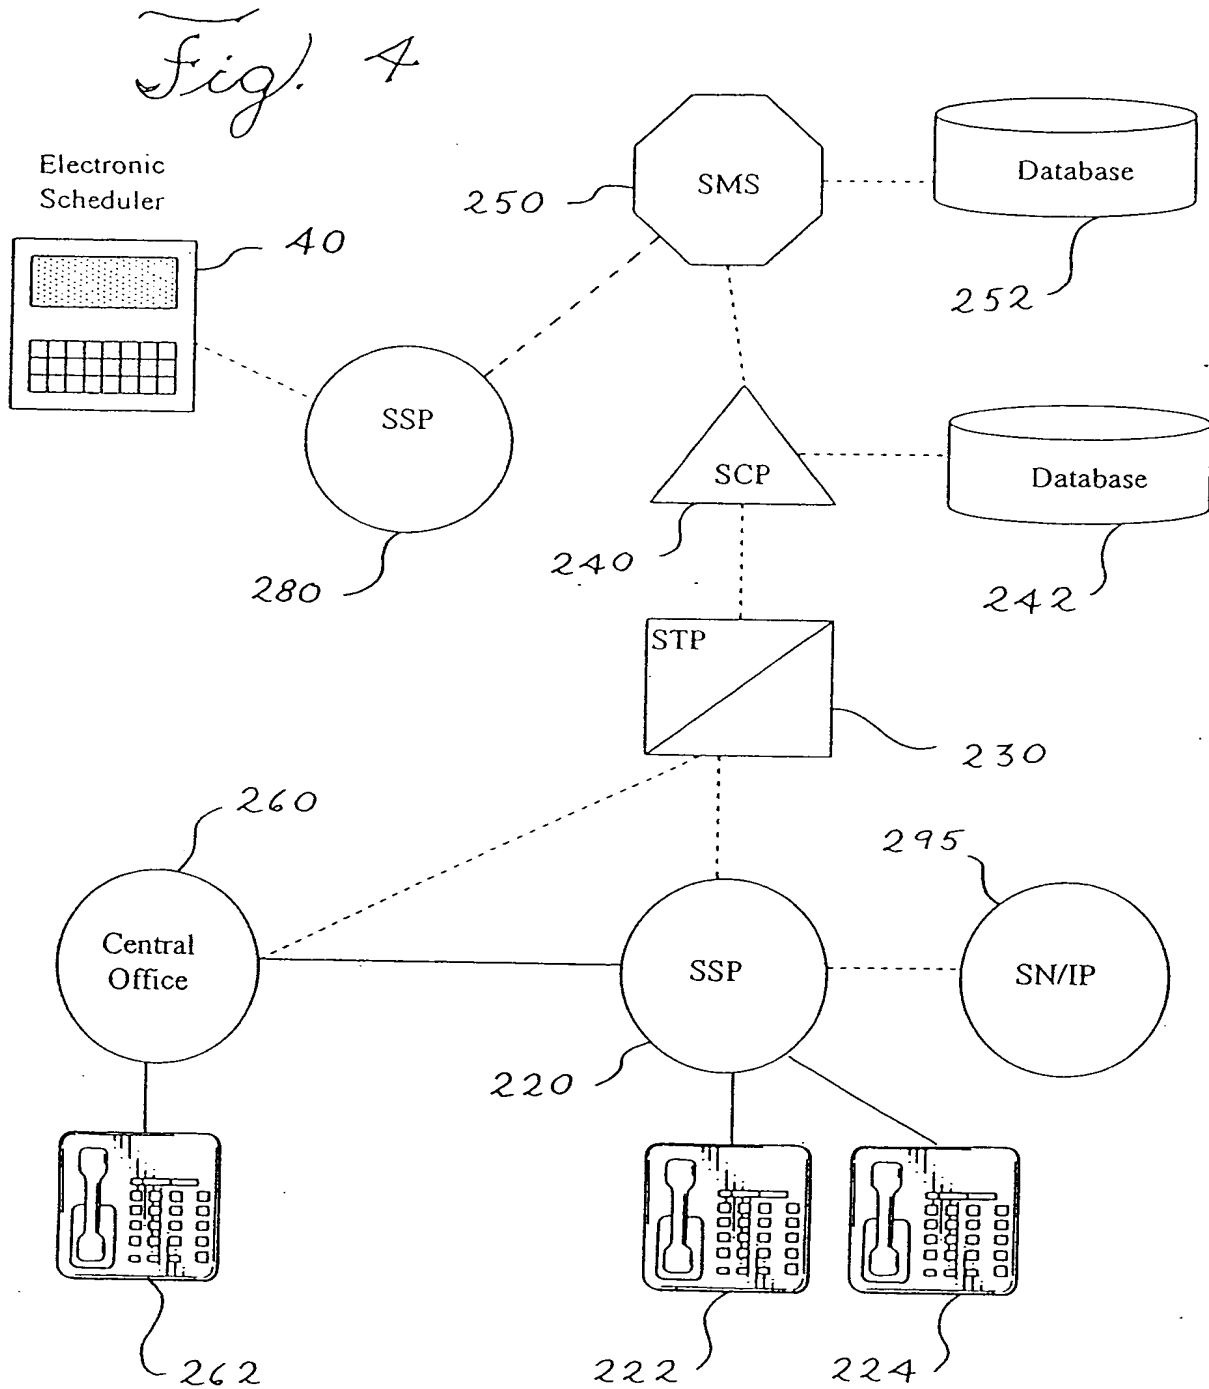 Fig. 4
Electronic
Scheduler
40
SMS
250
Database
252
SSP
280
SCP
240
Database
242
STP
230
260
295
Central
Office
SSP
SN/IP
220
262
222
224